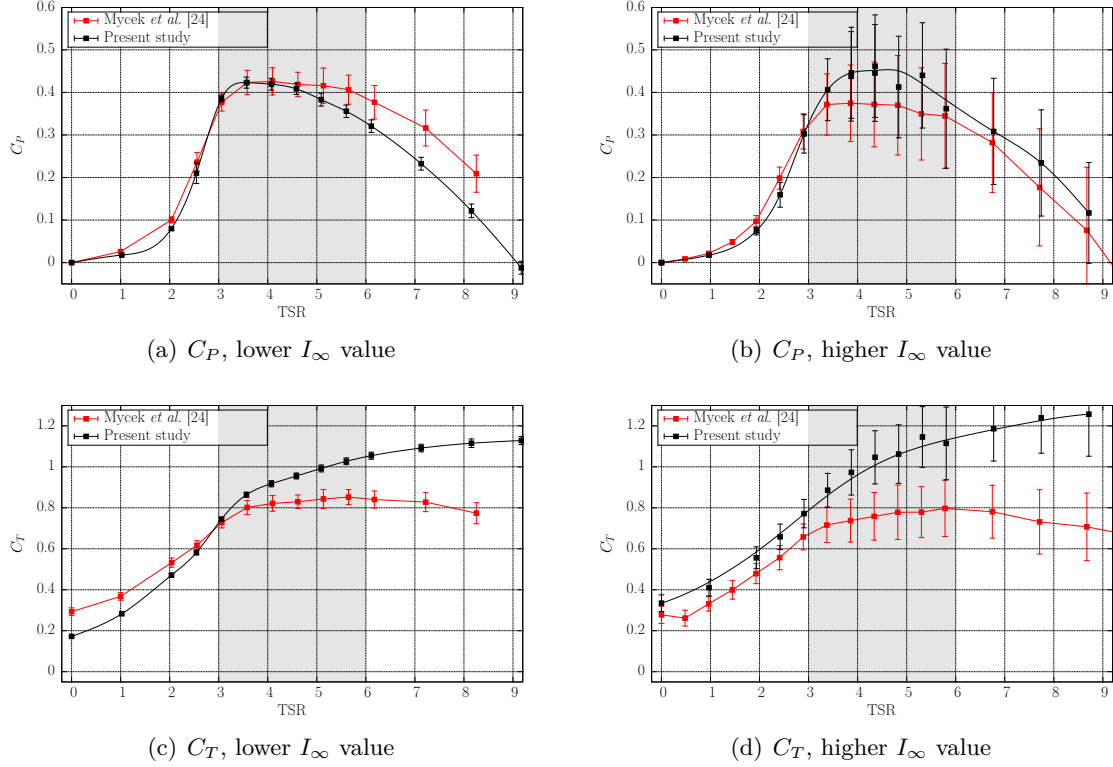 0.6
0.5
0.4
0.3
0.2
0.1
0
C_P
0 1 2 3 4 5 6 7 8 9
TSR
Mycek et al. [24]
Present study
(a) C_P, lower I_∞ value
0.6
0.5
0.4
0.3
0.2
0.1
0
C_P
0 1 2 3 4 5 6 7 8 9
TSR
Mycek et al. [24]
Present study
(b) C_P, higher I_∞ value
1.2
1
0.8
0.6
0.4
0.2
0
C_T
0 1 2 3 4 5 6 7 8 9
TSR
Mycek et al. [24]
Present study
(c) C_T, lower I_∞ value
1.2
1
0.8
0.6
0.4
0.2
0
C_T
0 1 2 3 4 5 6 7 8 9
TSR
Mycek et al. [24]
Present study
(d) C_T, higher I_∞ value